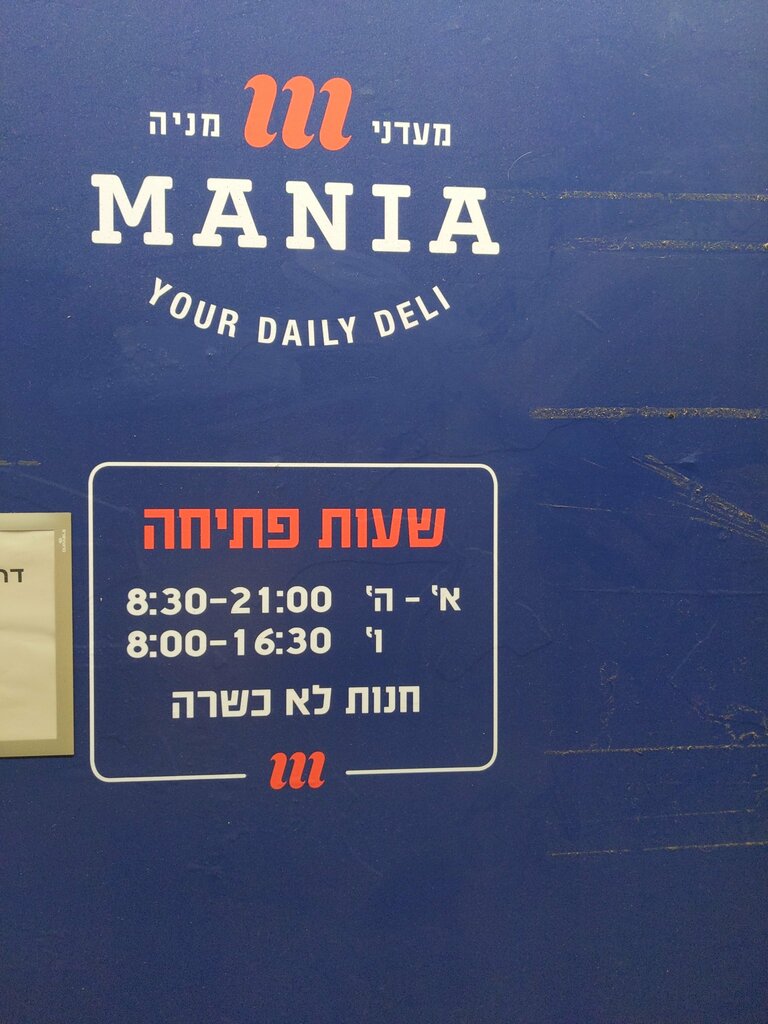 מעדני m מניה
MANIA
YOUR DAILY DELI
שעות פתיחה
א' - ה' 8:30-21:00
ו' 8:00-16:30
חנות לא כשרה
m